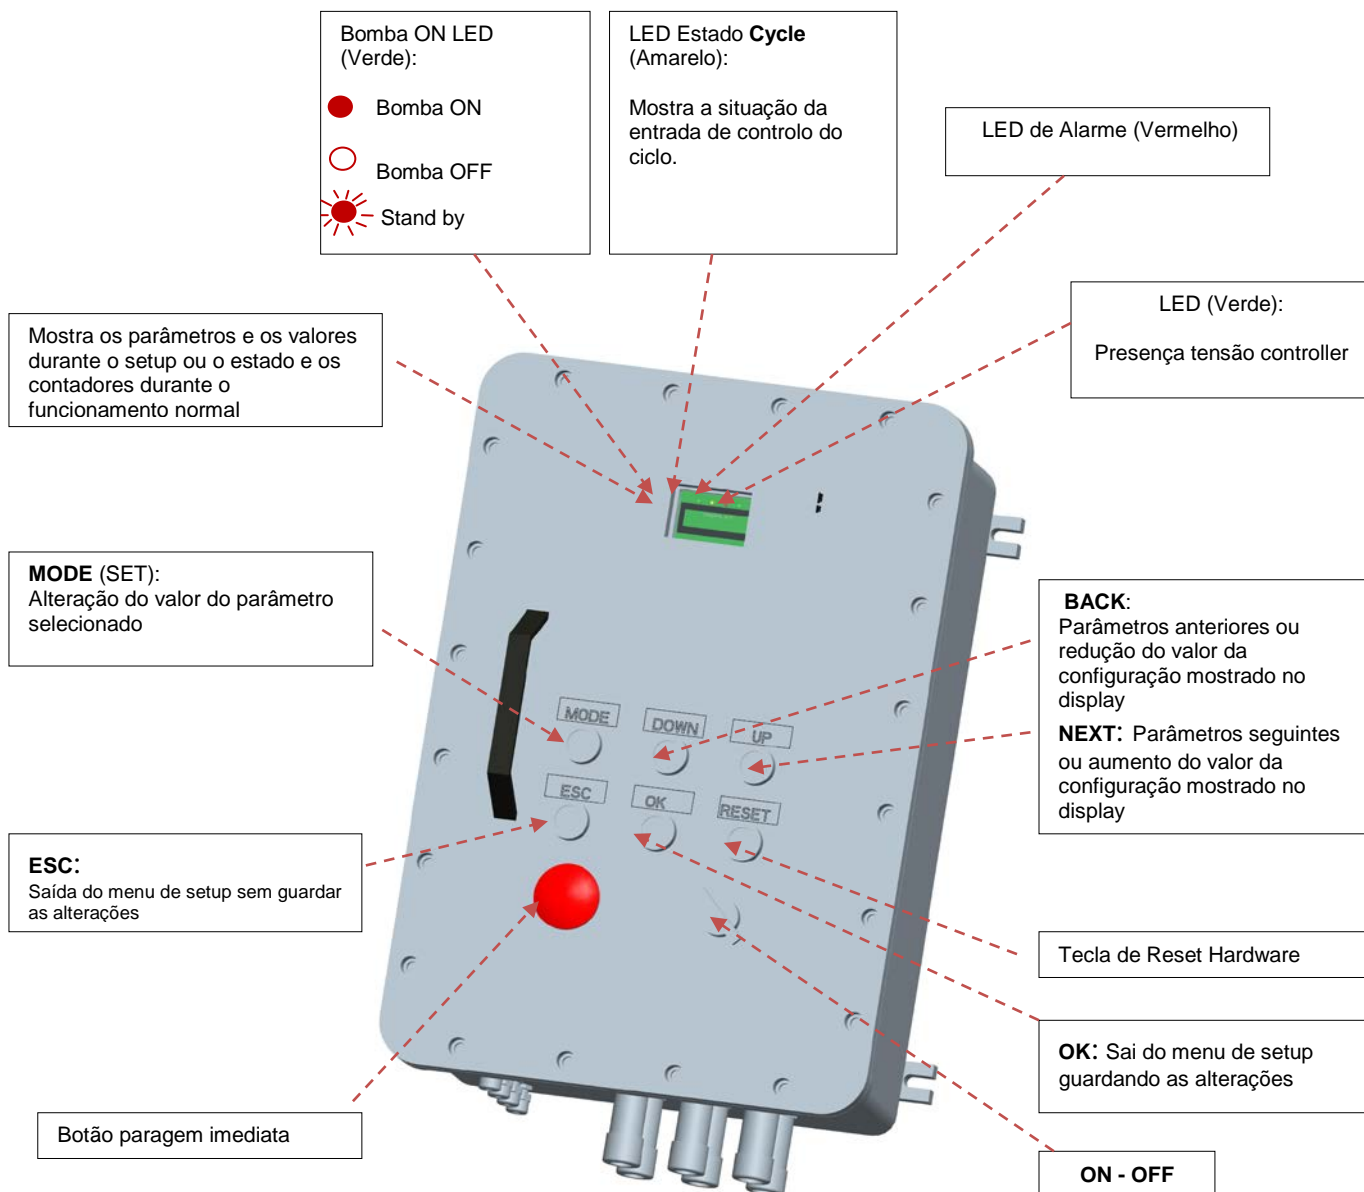 Bomba ON LED
(Verde):
Bomba ON
Bomba OFF
Stand by
LED Estado Cycle
(Amarelo):
Mostra a situação da
entrada de controlo do
ciclo.
LED de Alarme (Vermelho)
LED (Verde):
Presença tensão controller
Mostra os parâmetros e os valores
durante o setup ou o estado e os
contadores durante o
funcionamento normal
MODE (SET):
Alteração do valor do parâmetro
selecionado
BACK:
Parâmetros anteriores ou
redução do valor da
configuração mostrado no
display
NEXT: Parâmetros seguintes
ou aumento do valor da
configuração mostrado no
display
MODE
DOWN
UP
ESC
OK
RESET
ESC:
Saída do menu de setup sem guardar
as alterações
Tecla de Reset Hardware
OK: Sai do menu de setup
guardando as alterações
Botão paragem imediata
ON - OFF